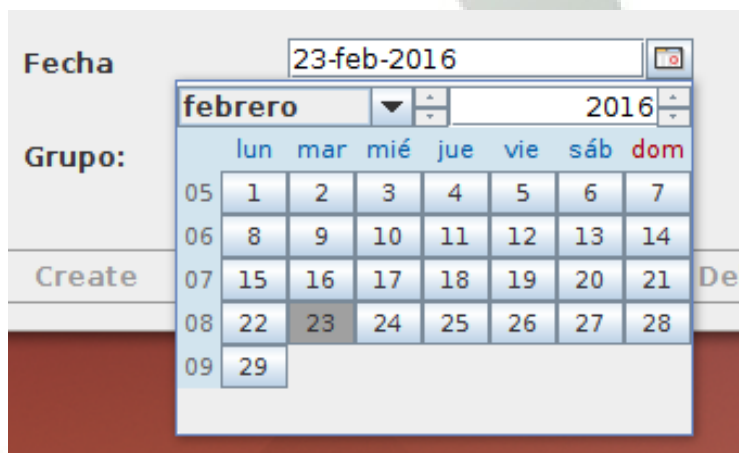 Fecha 23-feb-2016
febrero 2016
Grupo:
lun mar mié jue vie sáb dom
05 1 2 3 4 5 6 7
06 8 9 10 11 12 13 14
Create 07 15 16 17 18 19 20 21 De
08 22 23 24 25 26 27 28
09 29